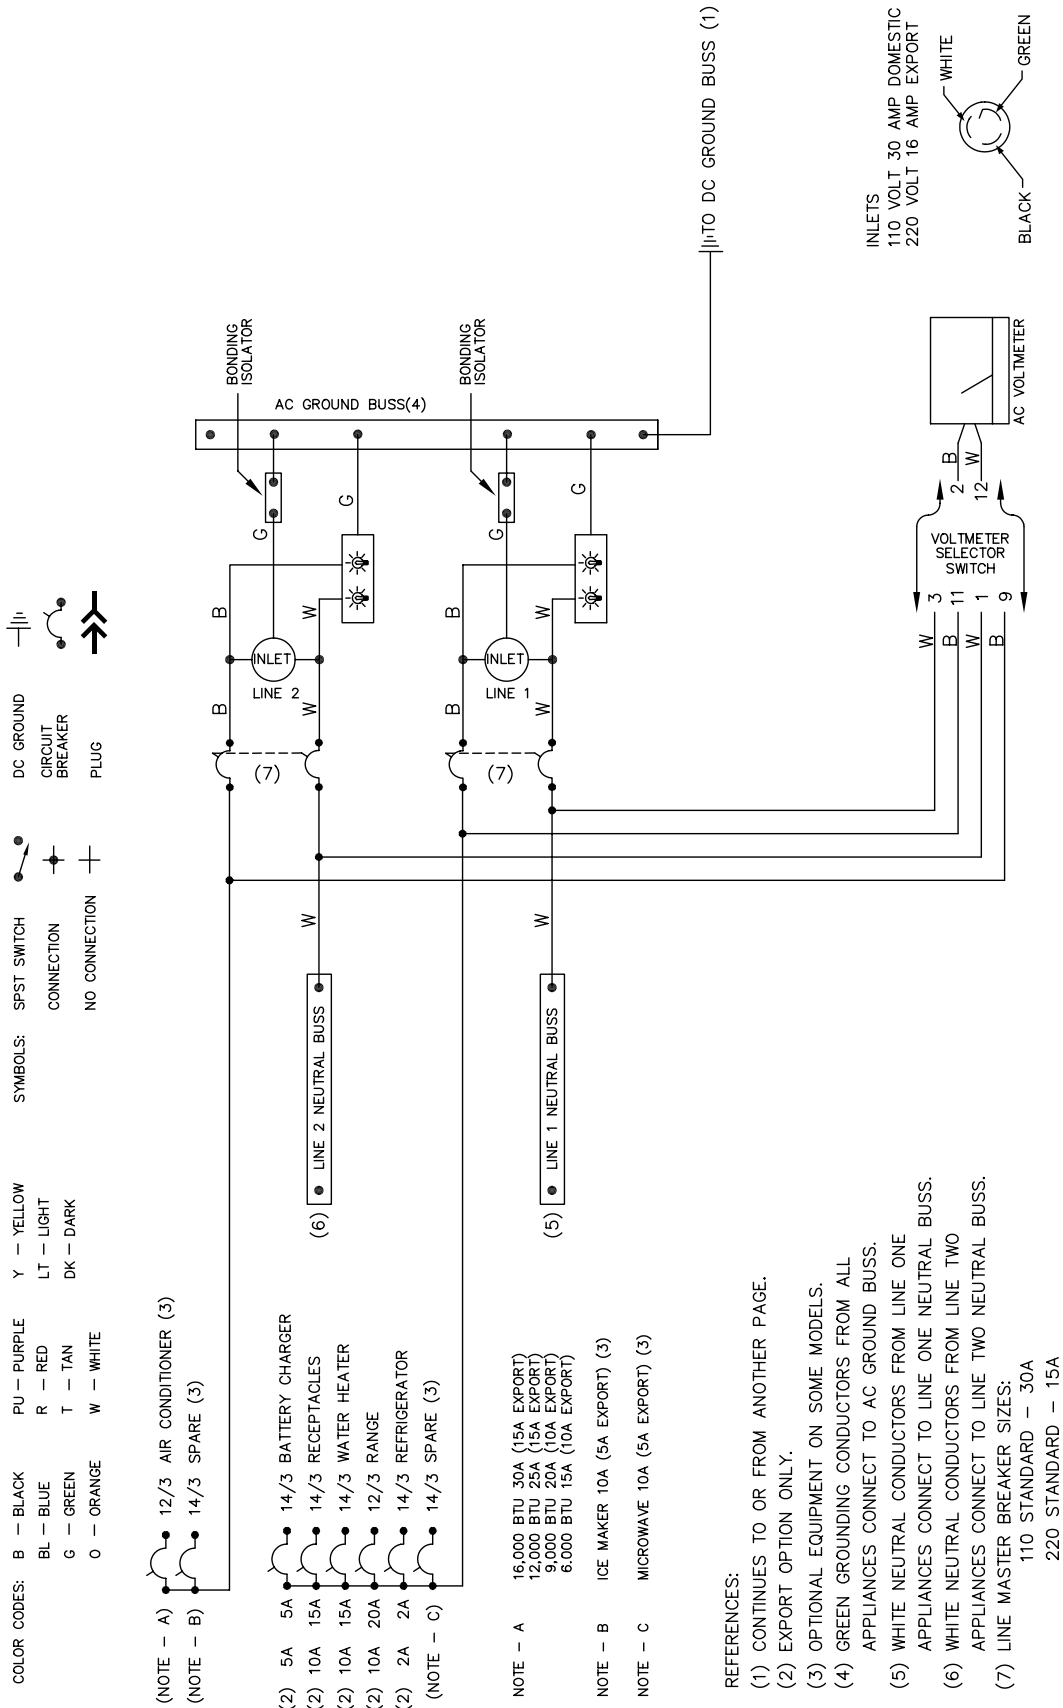 COLOR CODES:
B – BLACK
BL – BLUE
G – GREEN
O – ORANGE
PU – PURPLE
R – RED
T – TAN
W – WHITE
Y – YELLOW
LT – LIGHT
DK – DARK
SYMBOLS:
SPST SWITCH
CONNECTION
NO CONNECTION
DC GROUND
CIRCUIT
BREAKER
PLUG
(NOTE – A)
12/3 AIR CONDITIONER (3)
(NOTE – B)
14/3 SPARE (3)
(2) 5A 5A
14/3 BATTERY CHARGER
(2) 10A 15A
14/3 RECEPTACLES
(2) 10A 15A
14/3 WATER HEATER
(2) 10A 20A
12/3 RANGE
(2) 2A 2A
14/3 REFRIGERATOR
(NOTE – C)
14/3 SPARE (3)
(6)
LINE 2 NEUTRAL BUSS
W
B
W
(7)
INLET
LINE 2
B
W
G
G
BONDING
ISOLATOR
AC GROUND BUSS(4)
(5)
LINE 1 NEUTRAL BUSS
W
B
W
(7)
INLET
LINE 1
B
W
G
G
BONDING
ISOLATOR
TO DC GROUND BUSS (1)
NOTE – A
16,000 BTU 30A (15A EXPORT)
12,000 BTU 25A (15A EXPORT)
9,000 BTU 20A (10A EXPORT)
6.000 BTU 15A (10A EXPORT)
NOTE – B
ICE MAKER 10A (5A EXPORT) (3)
NOTE – C
MICROWAVE 10A (5A EXPORT) (3)
W
B
W
B
3
11
1
9
VOLTMETER
SELECTOR
SWITCH
2
12
B
W
AC VOLTMETER
INLETS
110 VOLT 30 AMP DOMESTIC
220 VOLT 16 AMP EXPORT
WHITE
BLACK
GREEN
REFERENCES:
(1) CONTINUES TO OR FROM ANOTHER PAGE.
(2) EXPORT OPTION ONLY.
(3) OPTIONAL EQUIPMENT ON SOME MODELS.
(4) GREEN GROUNDING CONDUCTORS FROM ALL
APPLIANCES CONNECT TO AC GROUND BUSS.
(5) WHITE NEUTRAL CONDUCTORS FROM LINE ONE
APPLIANCES CONNECT TO LINE ONE NEUTRAL BUSS.
(6) WHITE NEUTRAL CONDUCTORS FROM LINE TWO
APPLIANCES CONNECT TO LINE TWO NEUTRAL BUSS.
(7) LINE MASTER BREAKER SIZES:
110 STANDARD – 30A
220 STANDARD – 15A